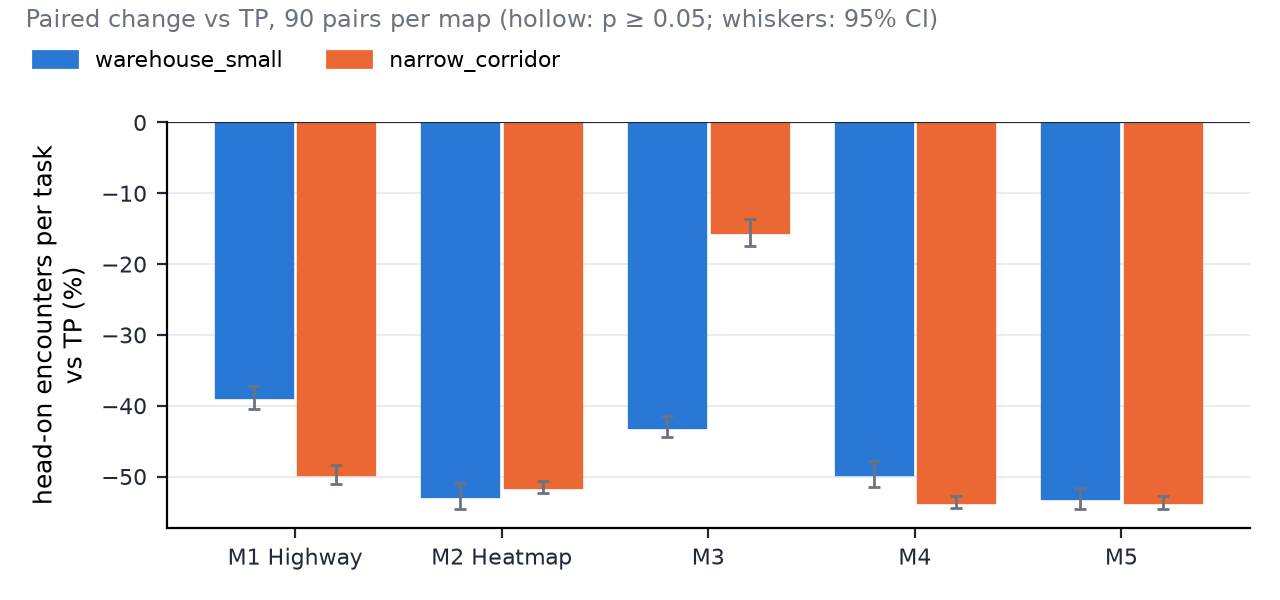 Paired change vs TP, 90 pairs per map (hollow: p ≥ 0.05; whiskers: 95% CI)
warehouse_small
narrow_corridor
head-on encounters per task
vs TP (%)
0
−10
−20
−30
−40
−50
M1 Highway
M2 Heatmap
M3
M4
M5